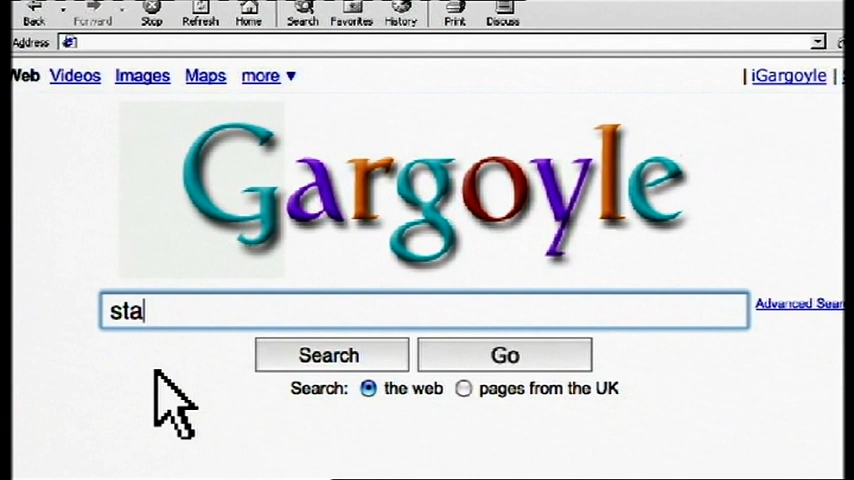 Back Forward Stop Refresh Home Search Favorites History Print Discuss
Address
Web Videos Images Maps more ▼ | iGargoyle |
Gargoyle
sta
Advanced Sear
Search Go
Search: the web pages from the UK